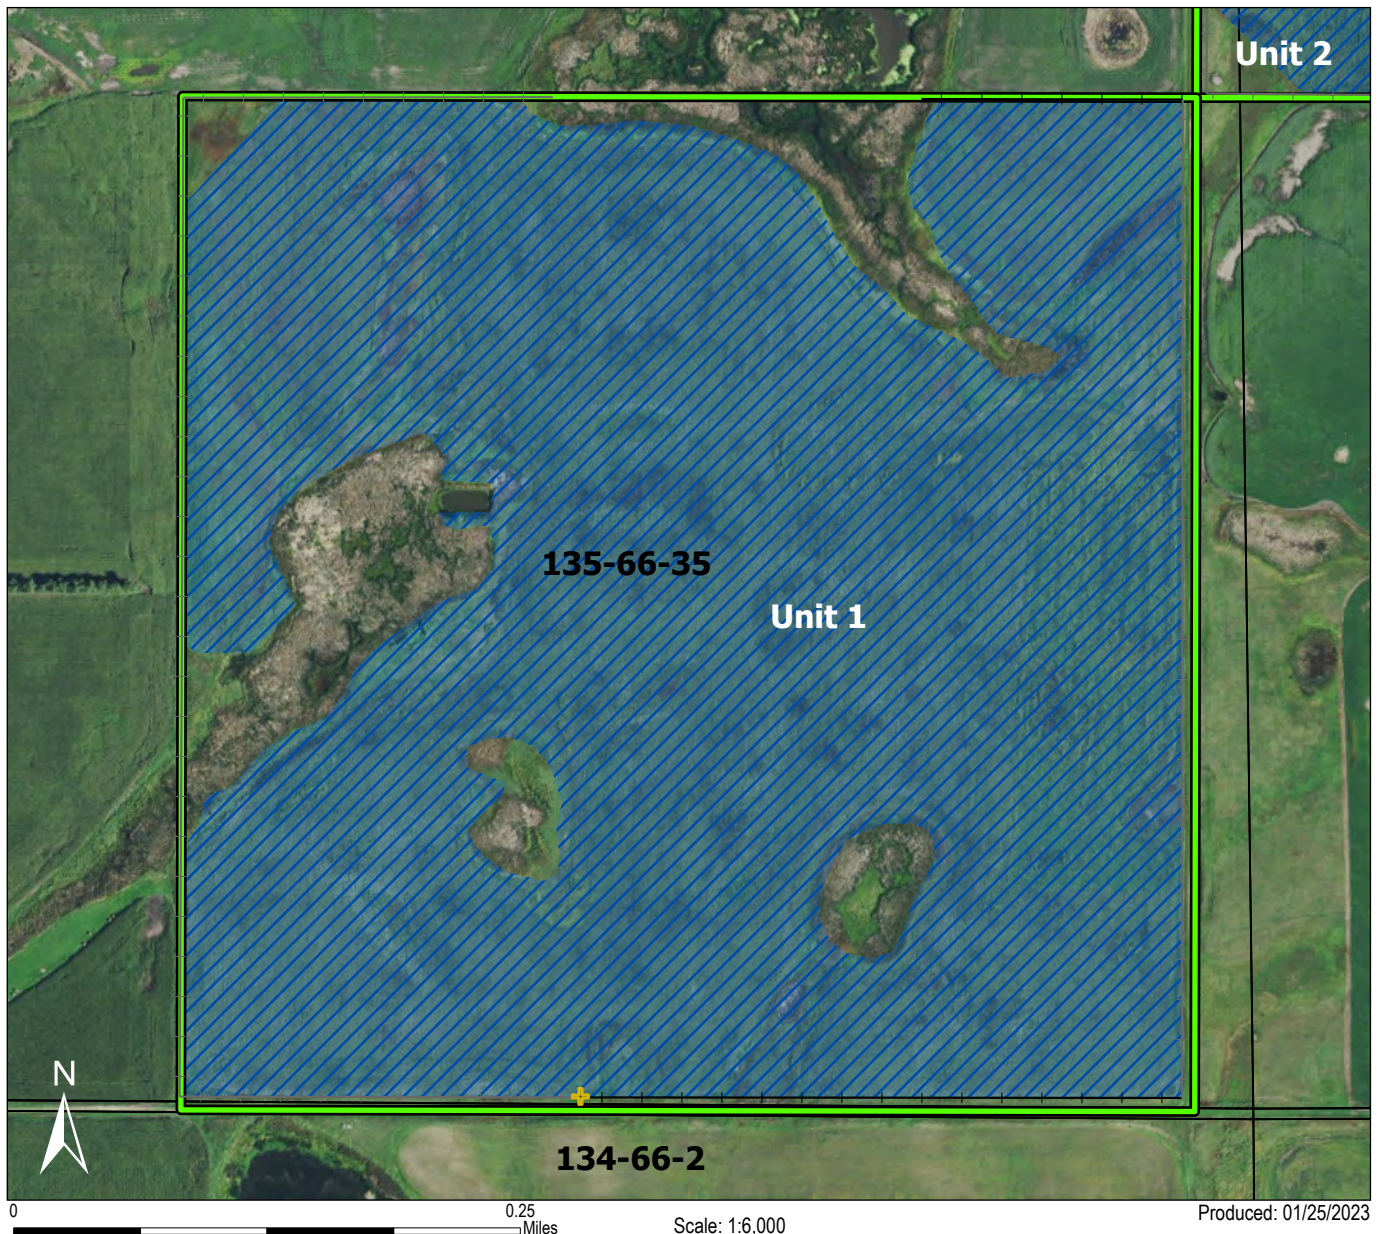 Unit 2
135-66-35
Unit 1
N
134-66-2
0 0.25
Miles
Scale: 1:6,000
Produced: 01/25/2023